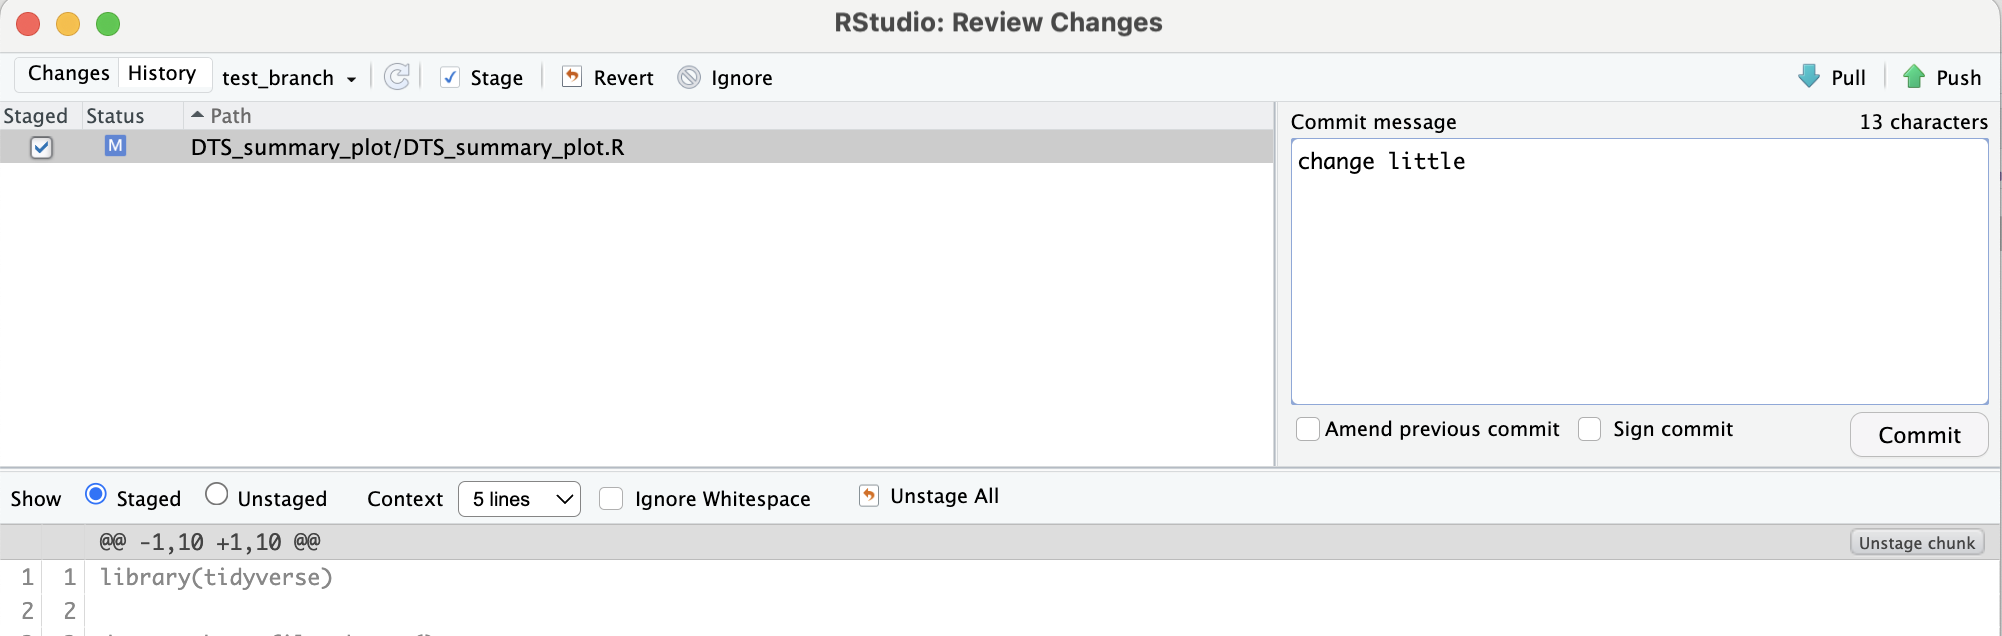 RStudio: Review Changes
Changes History test_branch Stage Revert Ignore Pull Push
Staged Status Path
M DTS_summary_plot/DTS_summary_plot.R
Commit message 13 characters
change little
Amend previous commit Sign commit Commit
Show Staged Unstaged Context 5 lines Ignore Whitespace Unstage All
@@ -1,10 +1,10 @@ Unstage chunk
1 1 library(tidyverse)
2 2